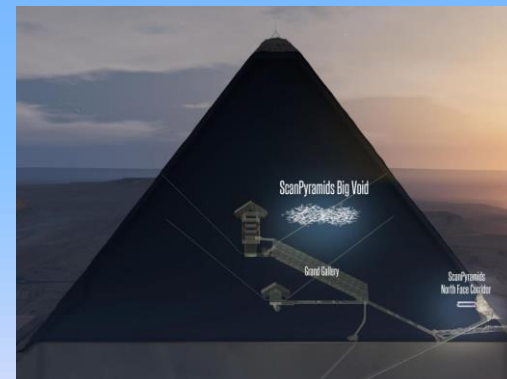 ScanPyramids Big Void
Grand Gallery
ScanPyramids
North Face Corridor